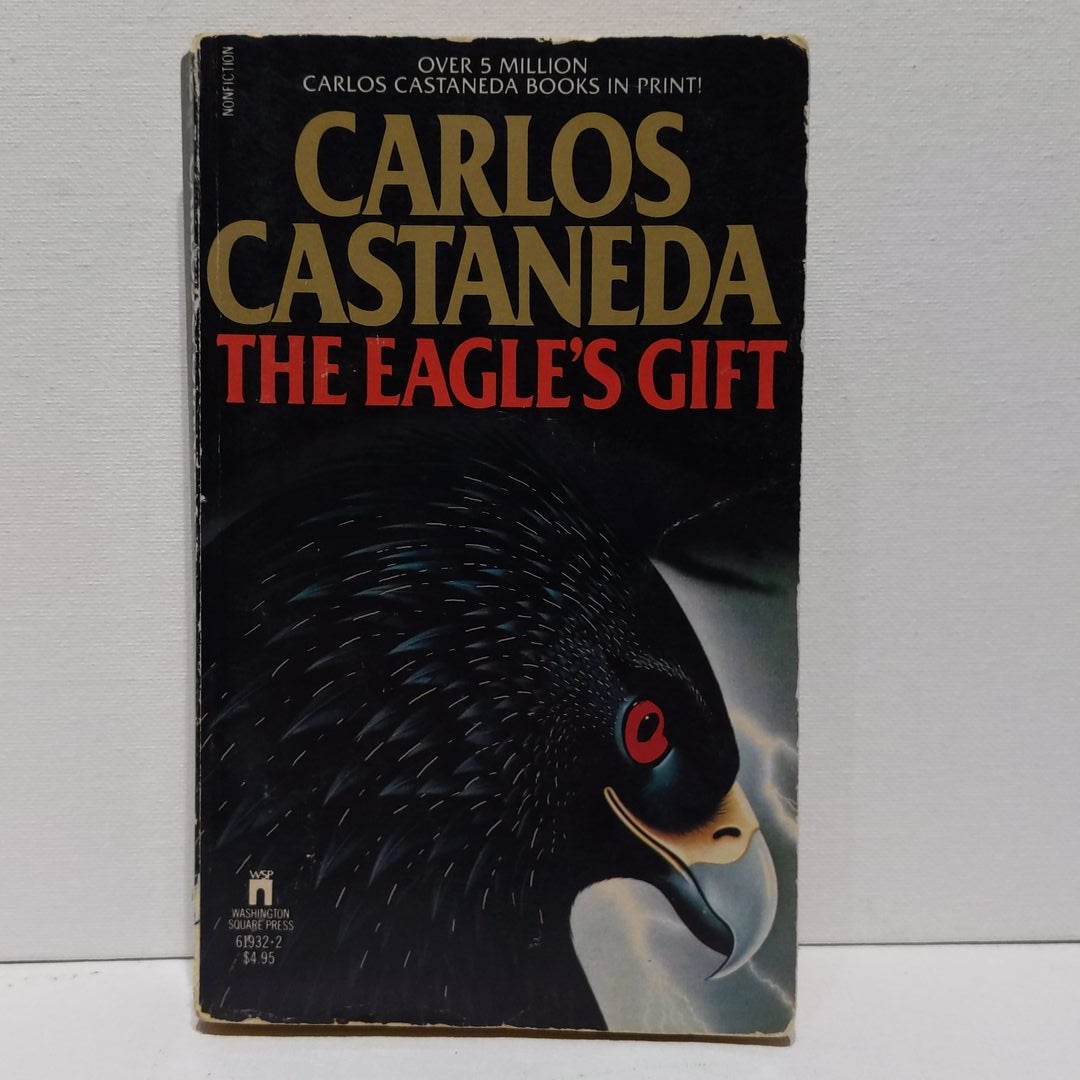 NONFICTION
OVER 5 MILLION
CARLOS CASTANEDA BOOKS IN PRINT!
CARLOS
CASTANEDA
THE EAGLE'S GIFT
WSP
WASHINGTON
SQUARE PRESS
61932-2
$4.95